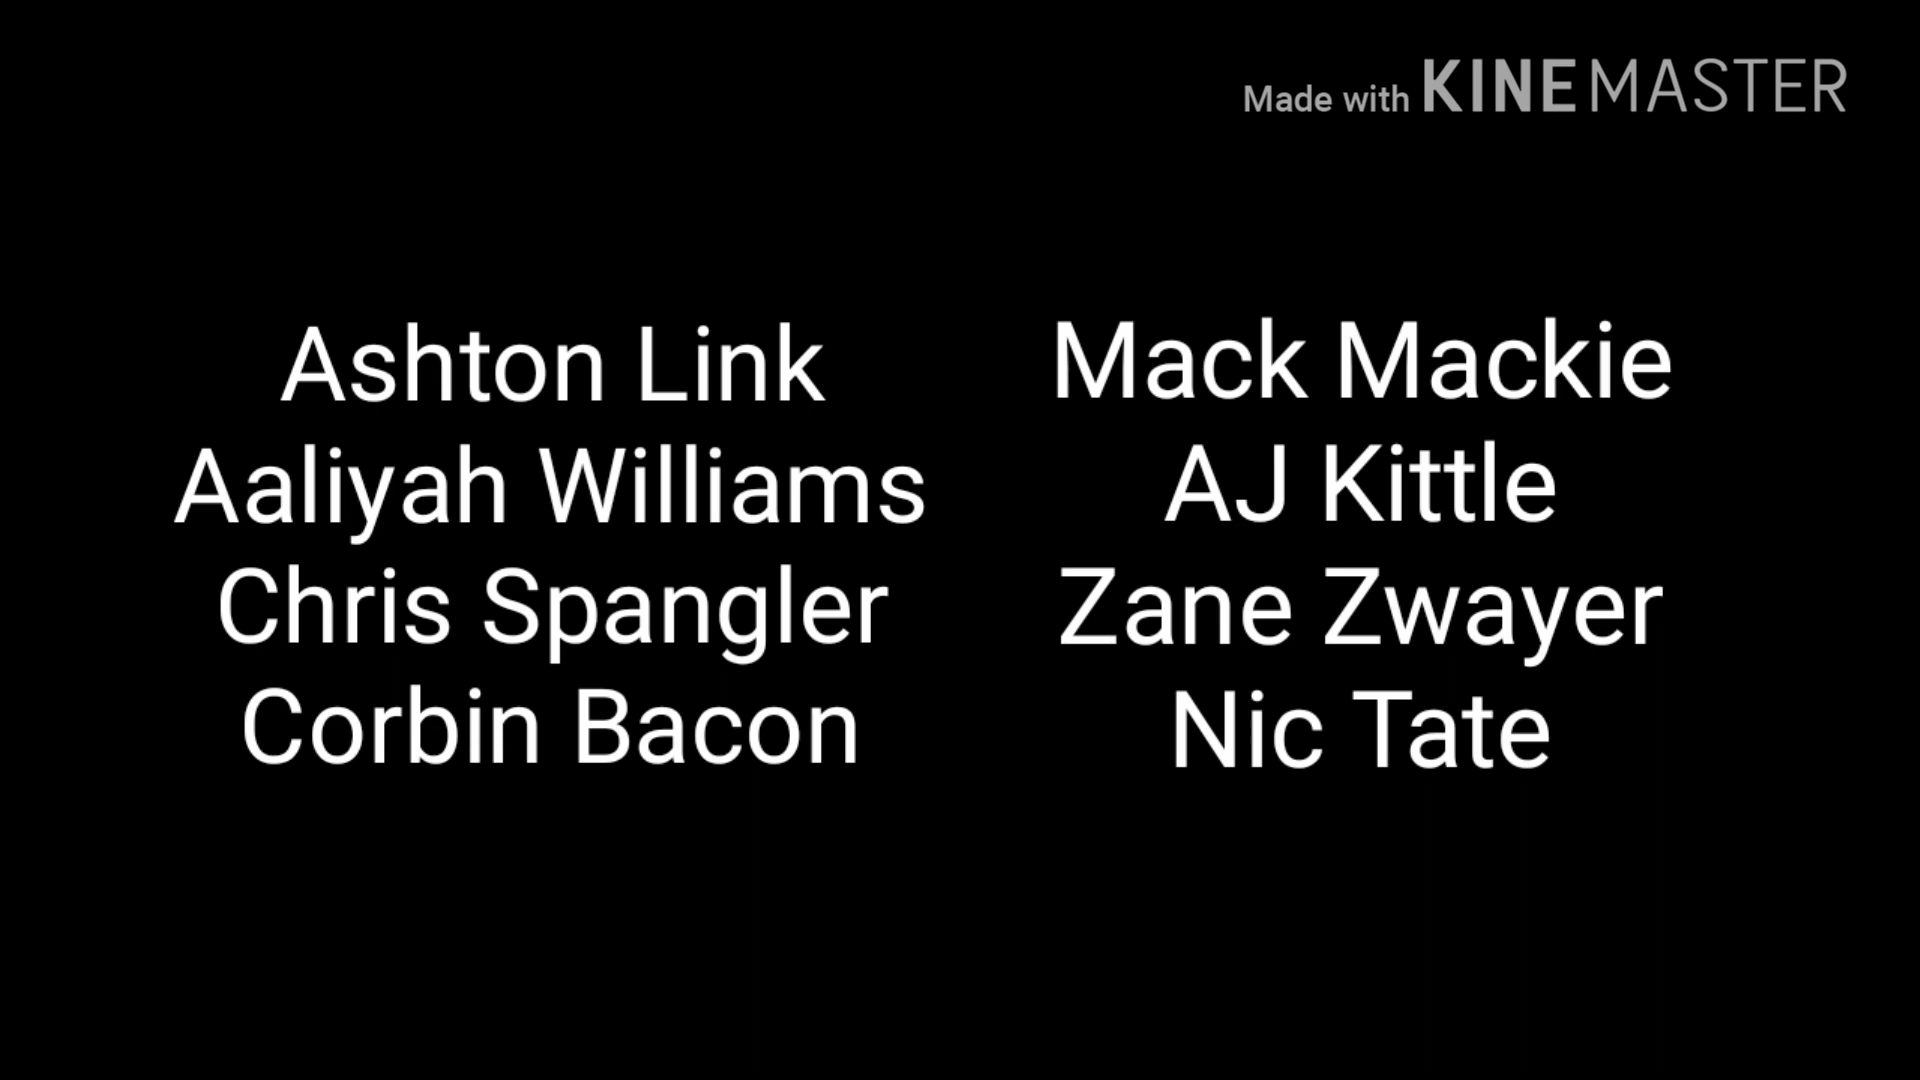 Made with KINEMASTER
Ashton Link
Aaliyah Williams
Chris Spangler
Corbin Bacon
Mack Mackie
AJ Kittle
Zane Zwayer
Nic Tate